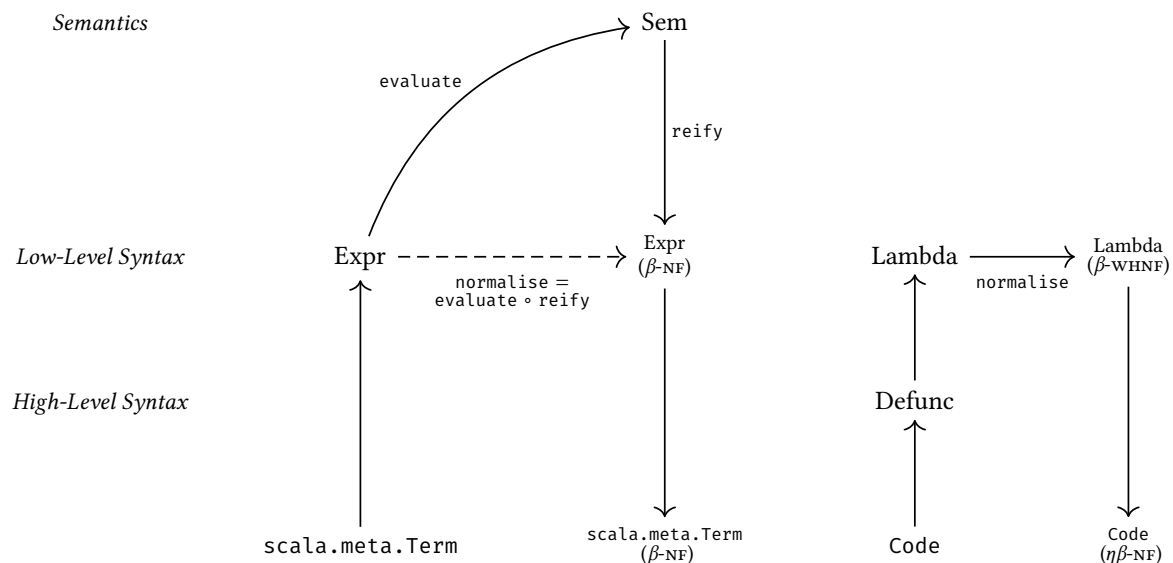 Semantics
Sem
evaluate
reify
Low-Level Syntax
Expr
Expr
(β-NF)
normalise =
evaluate ∘ reify
Lambda
normalise
Lambda
(β-WHNF)
High-Level Syntax
Defunc
scala.meta.Term
scala.meta.Term
(β-NF)
Code
Code
(ηβ-NF)